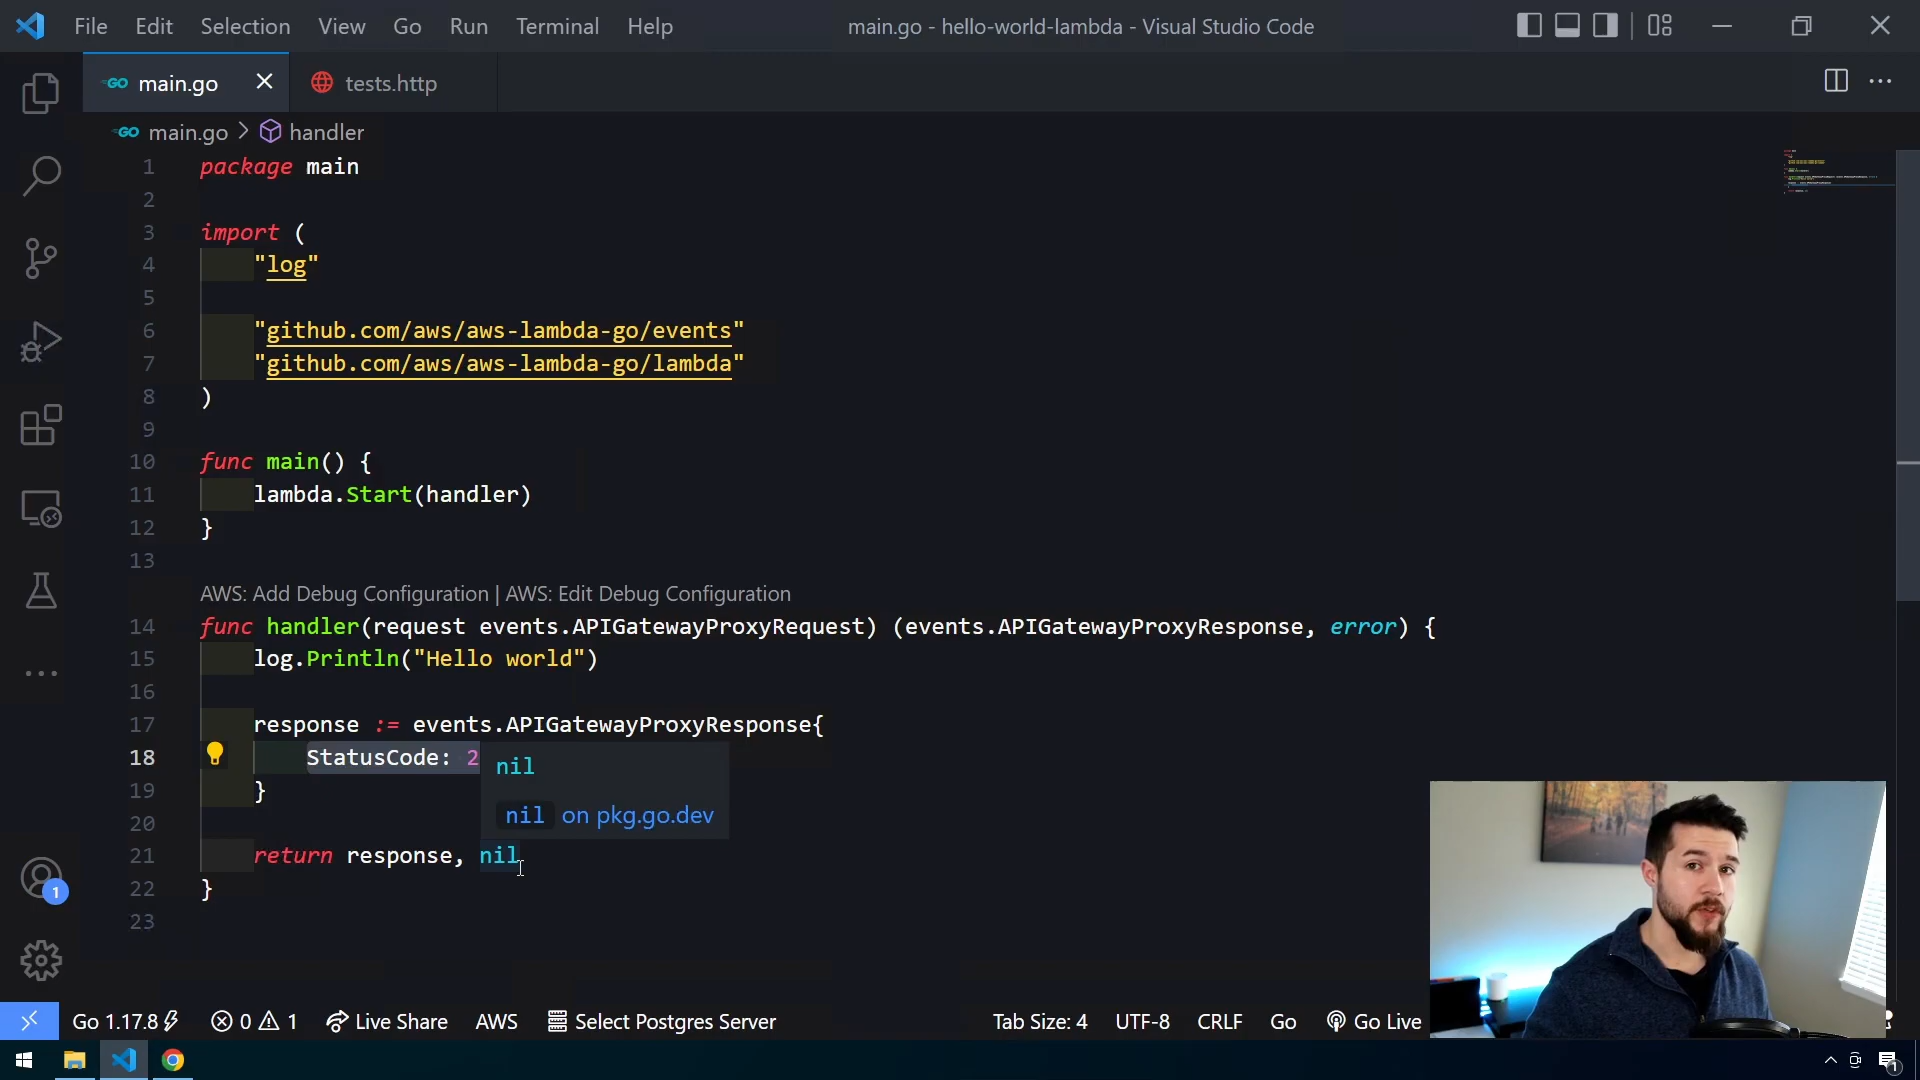 File Edit Selection View Go Run Terminal Help main.go - hello-world-lambda - Visual Studio Code
GO main.go tests.http
GO main.go > handler
1 package main
2
3 import (
4 "log"
5
6 "github.com/aws/aws-lambda-go/events"
7 "github.com/aws/aws-lambda-go/lambda"
8 )
9
10 func main() {
11 lambda.Start(handler)
12 }
13
AWS: Add Debug Configuration | AWS: Edit Debug Configuration
14 func handler(request events.APIGatewayProxyRequest) (events.APIGatewayProxyResponse, error) {
15 log.Println("Hello world")
16
17 response := events.APIGatewayProxyResponse{
18 StatusCode: 2
nil
19 }
nil on pkg.go.dev
20
21 return response, nil
22 }
23
1
Go 1.17.8 0 1 Live Share AWS Select Postgres Server Tab Size: 4 UTF-8 CRLF Go Go Live
1